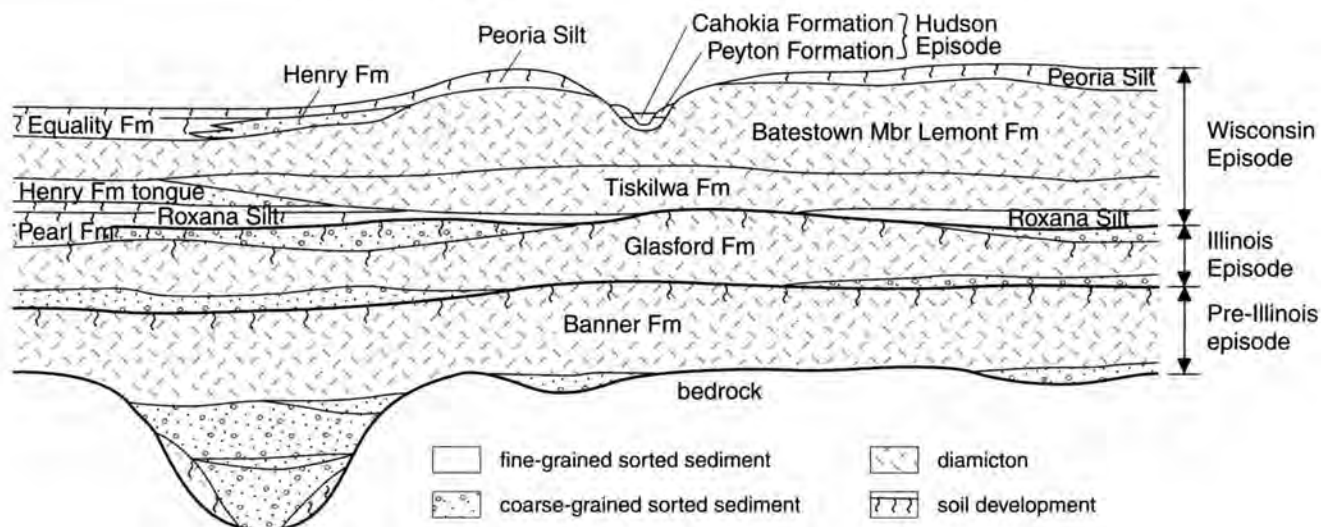 Cahokia Formation
Hudson
Peyton Formation
Episode
Peoria Silt
Henry Fm
Peoria Silt
Equality Fm
Batestown Mbr Lemont Fm
Wisconsin
Episode
Henry Fm tongue
Tiskilwa Fm
Roxana Silt
Roxana Silt
Pearl Fm
Glasford Fm
Illinois
Episode
Banner Fm
Pre-Illinois
episode
bedrock
fine-grained sorted sediment
diamicton
coarse-grained sorted sediment
soil development